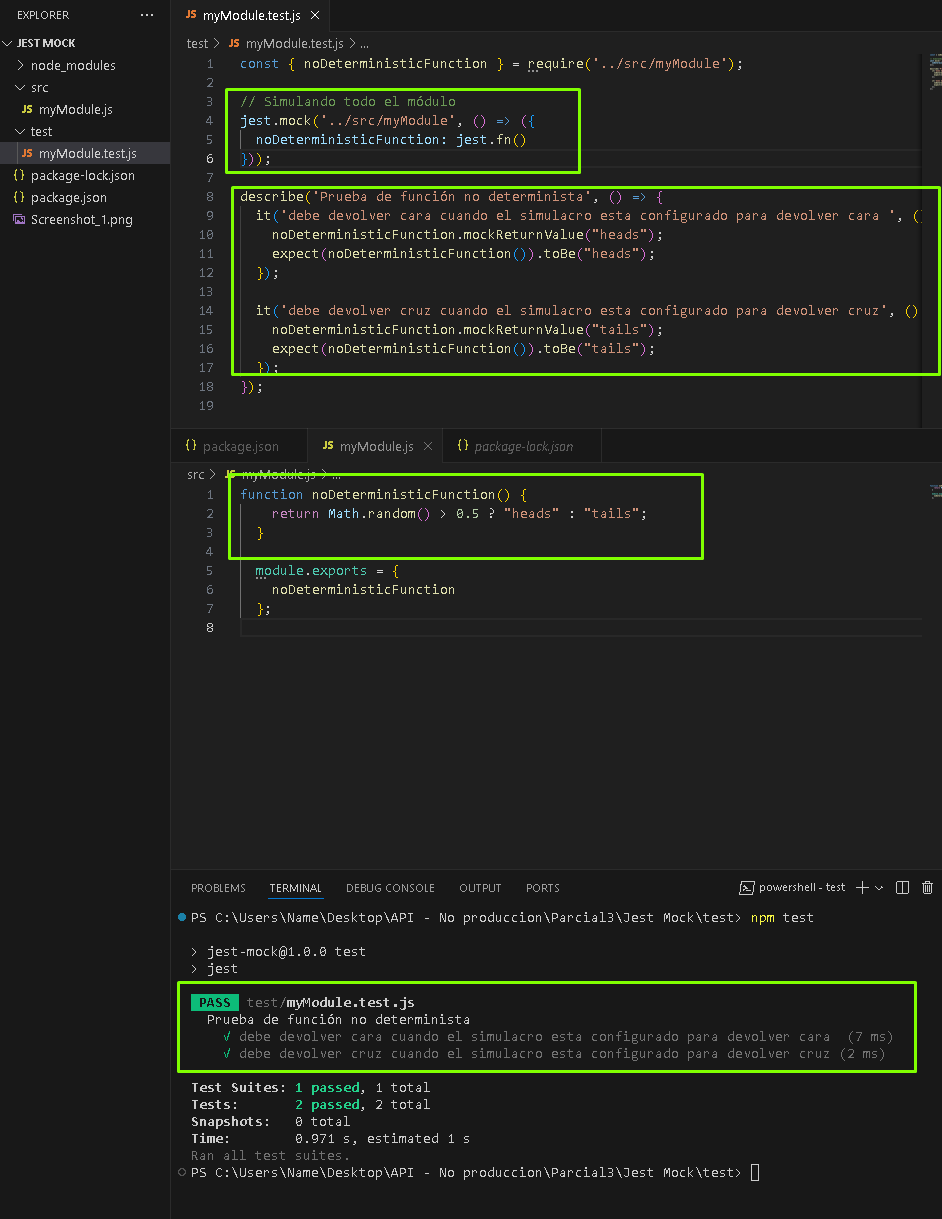 EXPLORER ...
JEST MOCK
node_modules
src
JS myModule.js
test
JS myModule.test.js
{} package-lock.json
{} package.json
Screenshot_1.png
JS myModule.test.js ×
test > JS myModule.test.js > ...
1 const { noDeterministicFunction } = require('../src/myModule');
2
3 // Simulando todo el módulo
4 jest.mock('../src/myModule', () => ({
5 noDeterministicFunction: jest.fn()
6 }));
7
8 describe('Prueba de función no determinista', () => {
9 it('debe devolver cara cuando el simulacro esta configurado para devolver cara ', ()
10 noDeterministicFunction.mockReturnValue("heads");
11 expect(noDeterministicFunction()).toBe("heads");
12 });
13
14 it('debe devolver cruz cuando el simulacro esta configurado para devolver cruz', ()
15 noDeterministicFunction.mockReturnValue("tails");
16 expect(noDeterministicFunction()).toBe("tails");
17 });
18 });
19
{} package.json JS myModule.js × {} package-lock.json
src > JS myModule.js > ...
1 function noDeterministicFunction() {
2 return Math.random() > 0.5 ? "heads" : "tails";
3 }
4
5 module.exports = {
6 noDeterministicFunction
7 };
8
PROBLEMS TERMINAL DEBUG CONSOLE OUTPUT PORTS powershell - test
PS C:\Users\Name\Desktop\API - No produccion\Parcial3\Jest Mock\test> npm test
> jest-mock@1.0.0 test
> jest
PASS test/myModule.test.js
Prueba de función no determinista
√ debe devolver cara cuando el simulacro esta configurado para devolver cara (7 ms)
√ debe devolver cruz cuando el simulacro esta configurado para devolver cruz (2 ms)
Test Suites: 1 passed, 1 total
Tests: 2 passed, 2 total
Snapshots: 0 total
Time: 0.971 s, estimated 1 s
Ran all test suites.
PS C:\Users\Name\Desktop\API - No produccion\Parcial3\Jest Mock\test>